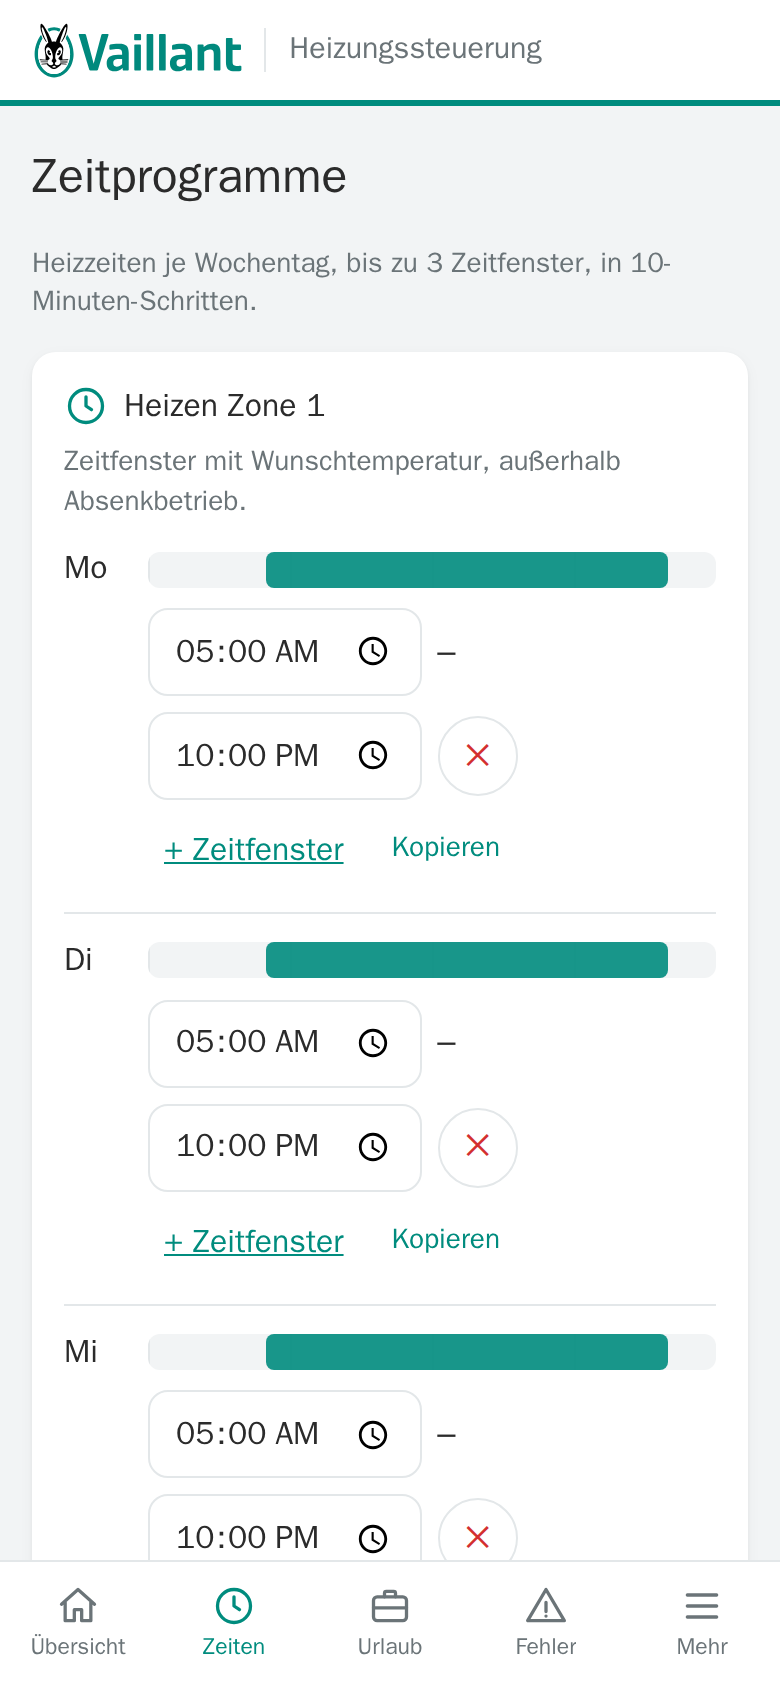 Vaillant Heizungssteuerung
Zeitprogramme
Heizzeiten je Wochentag, bis zu 3 Zeitfenster, in 10-
Minuten-Schritten.
Heizen Zone 1
Zeitfenster mit Wunschtemperatur, außerhalb
Absenkbetrieb.
Mo
05:00 AM –
10:00 PM
+ Zeitfenster Kopieren
Di
05:00 AM –
10:00 PM
+ Zeitfenster Kopieren
Mi
05:00 AM –
10:00 PM
Übersicht Zeiten Urlaub Fehler Mehr